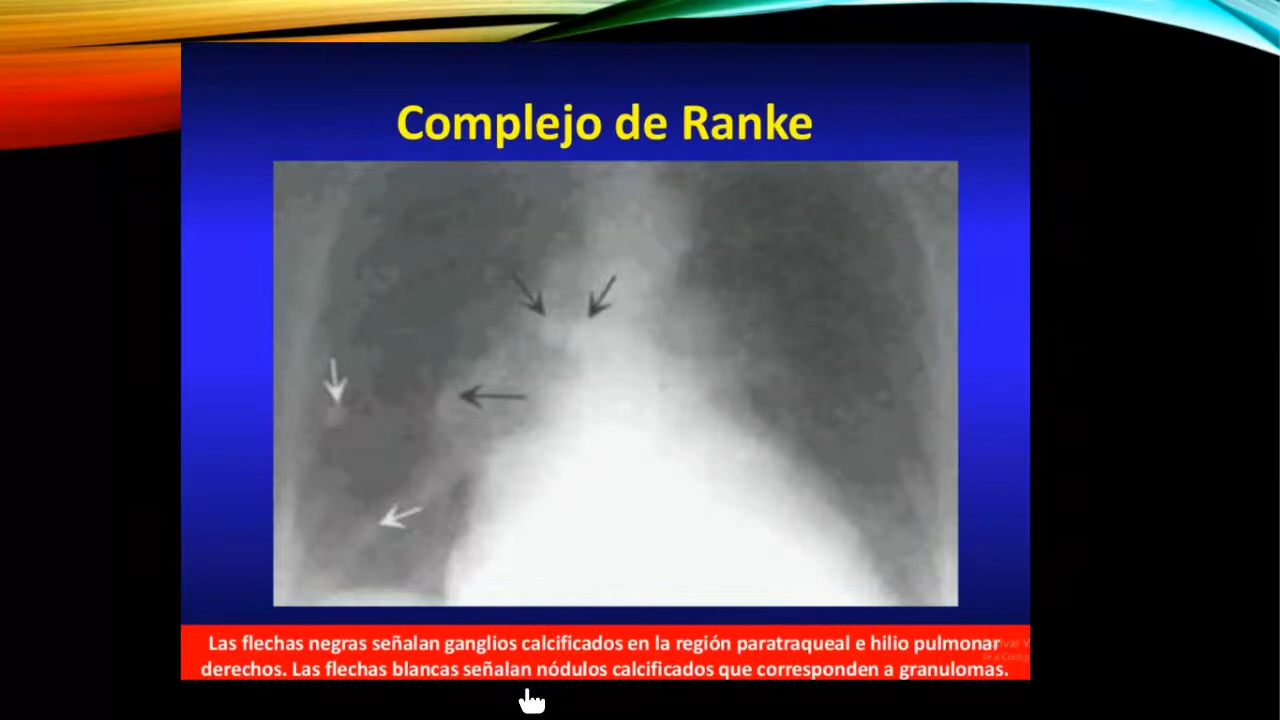 Complejo de Ranke
Las flechas negras señalan ganglios calcificados en la región paratraqueal e hilio pulmonar
derechos. Las flechas blancas señalan nódulos calcificados que corresponden a granulomas.